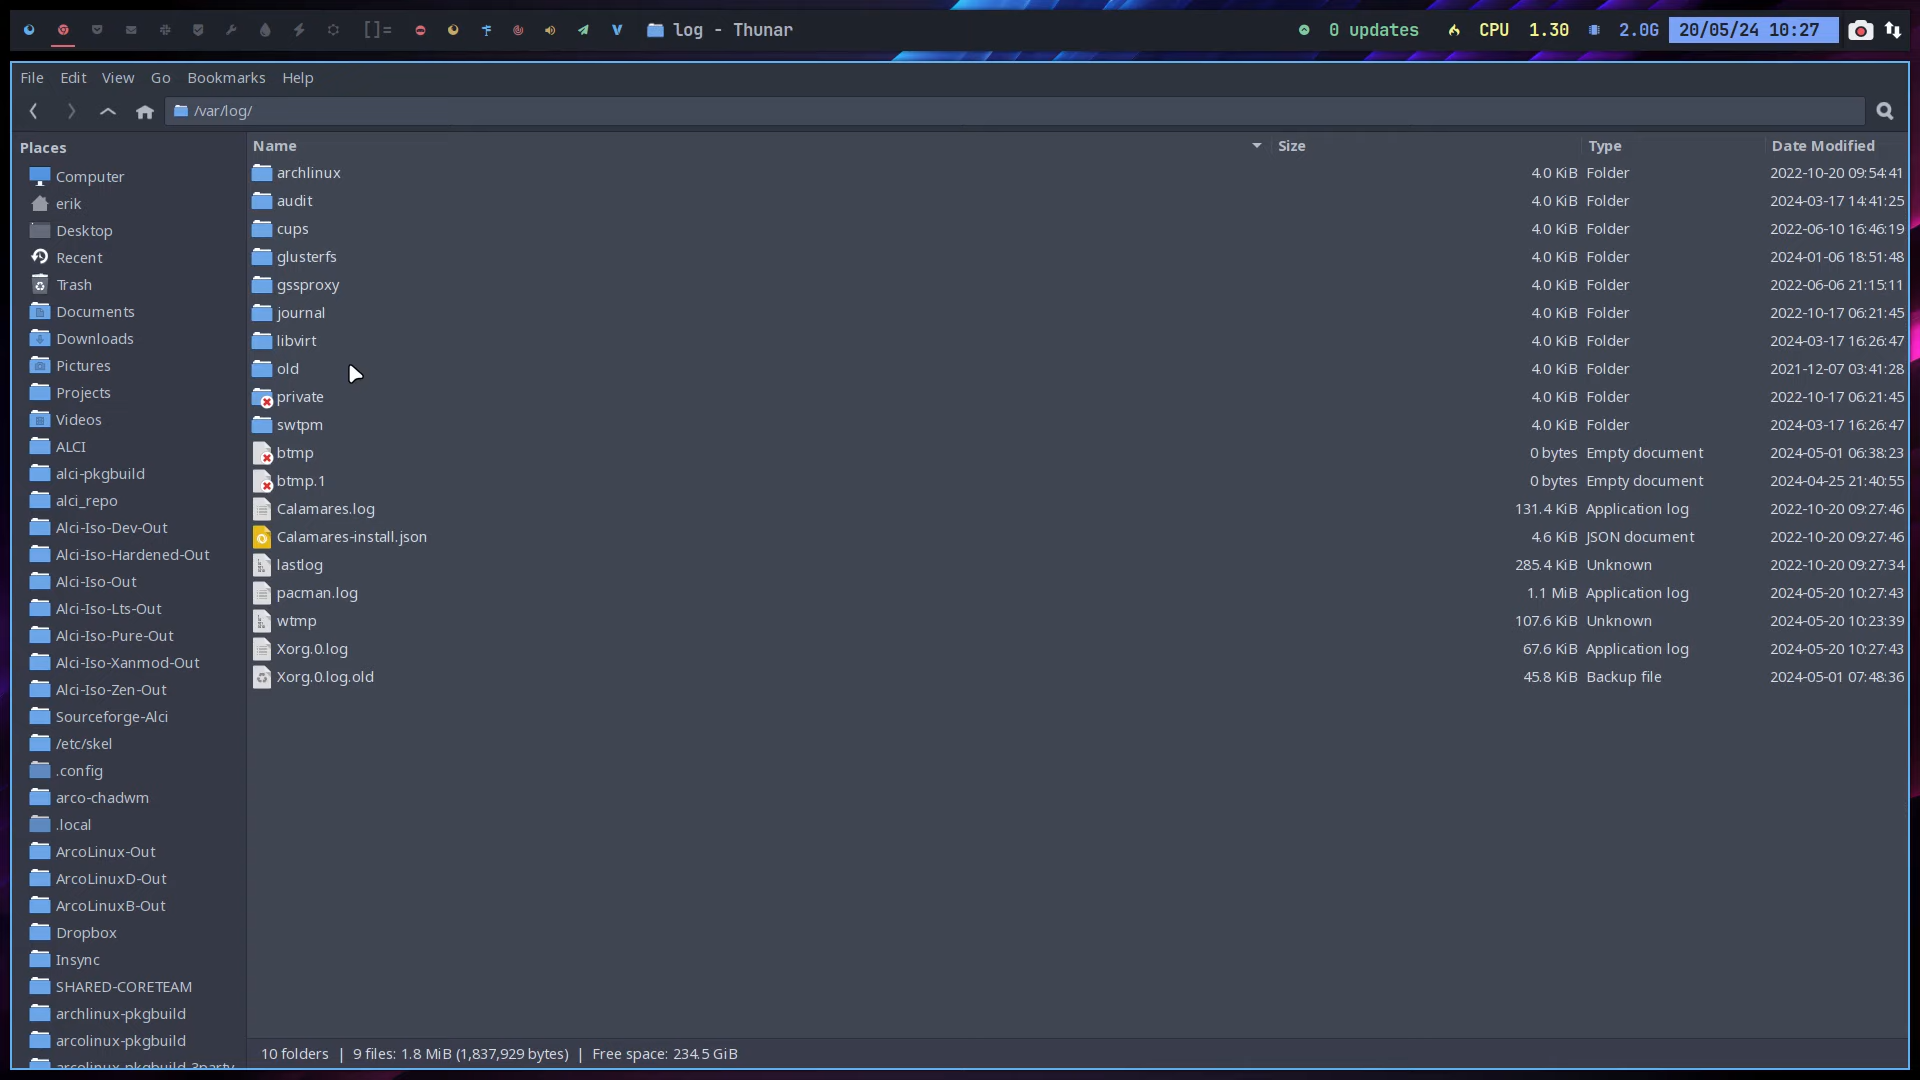 []= log - Thunar 0 updates CPU 1.30 2.0G 20/05/24 10:27
File Edit View Go Bookmarks Help
/var/log/
Places
Computer
erik
Desktop
Recent
Trash
Documents
Downloads
Pictures
Projects
Videos
ALCI
alci-pkgbuild
alci_repo
Alci-Iso-Dev-Out
Alci-Iso-Hardened-Out
Alci-Iso-Out
Alci-Iso-Lts-Out
Alci-Iso-Pure-Out
Alci-Iso-Xanmod-Out
Alci-Iso-Zen-Out
Sourceforge-Alci
/etc/skel
.config
arco-chadwm
.local
ArcoLinux-Out
ArcoLinuxD-Out
ArcoLinuxB-Out
Dropbox
Insync
SHARED-CORETEAM
archlinux-pkgbuild
arcolinux-pkgbuild
arcolinux-pkgbuild-3party
Name Size Type Date Modified
archlinux 4.0 KiB Folder 2022-10-20 09:54:41
audit 4.0 KiB Folder 2024-03-17 14:41:25
cups 4.0 KiB Folder 2022-06-10 16:46:19
glusterfs 4.0 KiB Folder 2024-01-06 18:51:48
gssproxy 4.0 KiB Folder 2022-06-06 21:15:11
journal 4.0 KiB Folder 2022-10-17 06:21:45
libvirt 4.0 KiB Folder 2024-03-17 16:26:47
old 4.0 KiB Folder 2021-12-07 03:41:28
private 4.0 KiB Folder 2022-10-17 06:21:45
swtpm 4.0 KiB Folder 2024-03-17 16:26:47
btmp 0 bytes Empty document 2024-05-01 06:38:23
btmp.1 0 bytes Empty document 2024-04-25 21:40:55
Calamares.log 131.4 KiB Application log 2022-10-20 09:27:46
Calamares-install.json 4.6 KiB JSON document 2022-10-20 09:27:46
lastlog 285.4 KiB Unknown 2022-10-20 09:27:34
pacman.log 1.1 MiB Application log 2024-05-20 10:27:43
wtmp 107.6 KiB Unknown 2024-05-20 10:23:39
Xorg.0.log 67.6 KiB Application log 2024-05-20 10:27:43
Xorg.0.log.old 45.8 KiB Backup file 2024-05-01 07:48:36
10 folders | 9 files: 1.8 MiB (1,837,929 bytes) | Free space: 234.5 GiB